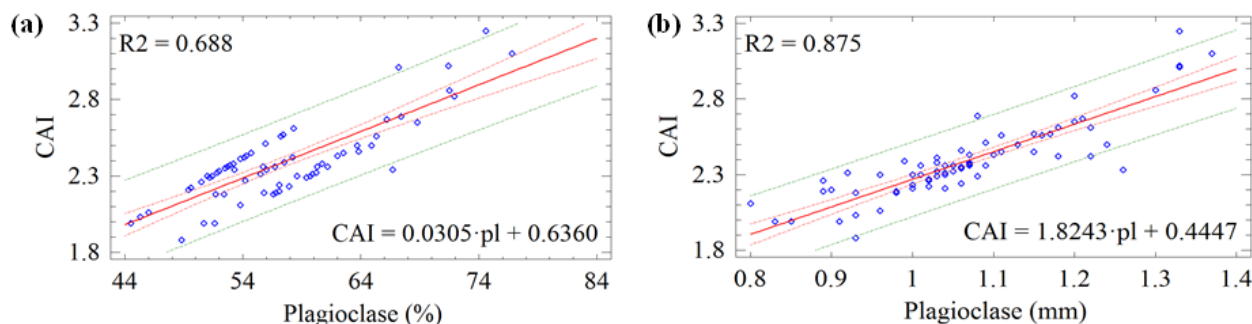 (a)
3.3
2.8
2.3
1.8
CAI
R2 = 0.688
CAI = 0.0305·pl + 0.6360
44 54 64 74 84
Plagioclase (%)
(b)
3.3
2.8
2.3
1.8
CAI
R2 = 0.875
CAI = 1.8243·pl + 0.4447
0.8 0.9 1 1.1 1.2 1.3 1.4
Plagioclase (mm)